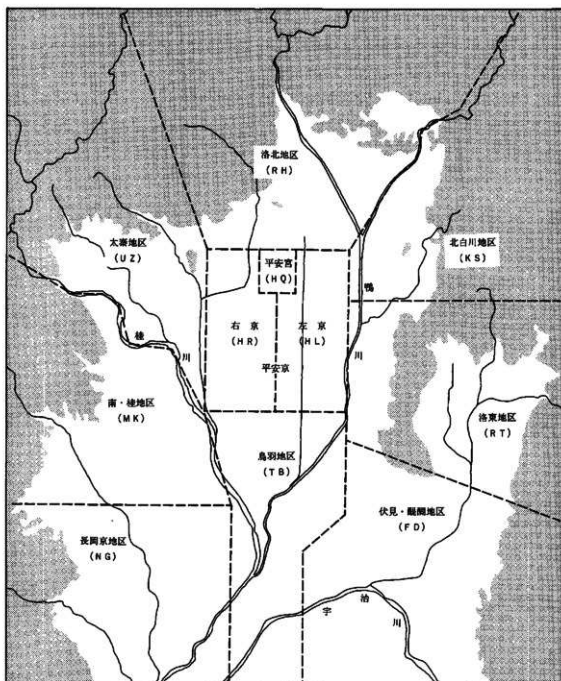 洛北地区
(RH)
太秦地区
(UZ)
北白川地区
(KS)
平安宮
(HQ)
鴨
川
右京
(HR)
左京
(HL)
平安京
桂
川
南・桂地区
(MK)
洛東地区
(RT)
鳥羽地区
(TB)
伏見・醍醐地区
(FD)
長岡京地区
(NG)
宇
治
川